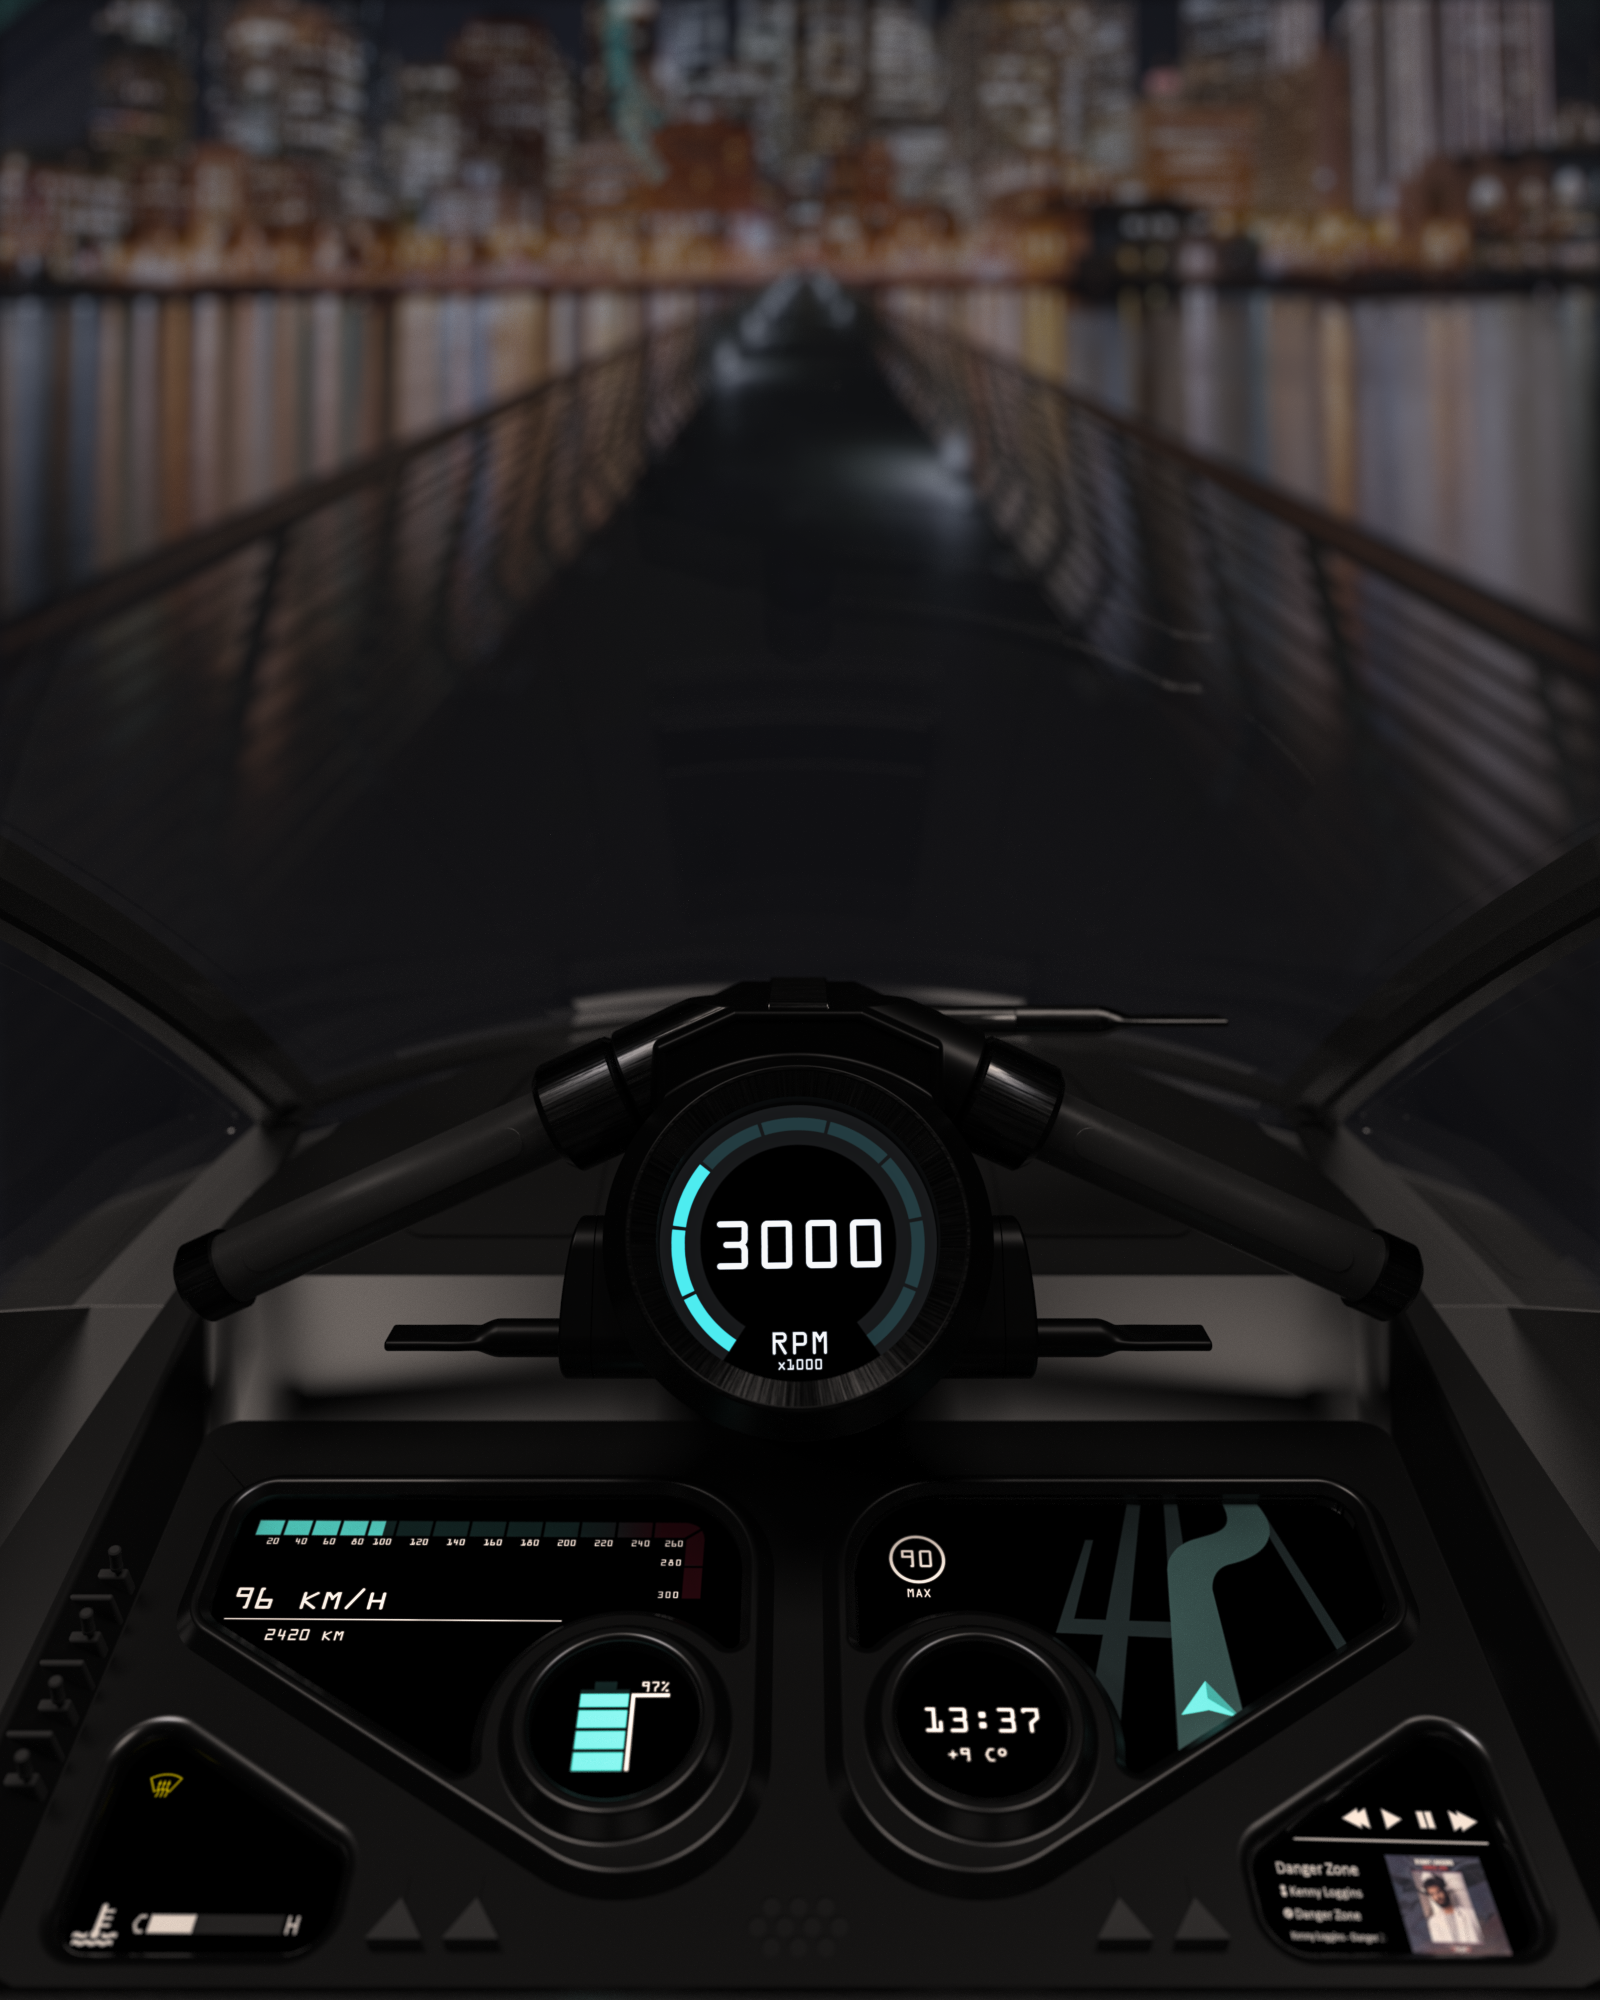 3000
RPM
x1000
20 40 60 80 100 120 140 160 180 200 220 240 260
280
300
96 KM/H
2420 KM
97%
90
MAX
13:37
+9 C°
C H
Danger Zone
Kenny Loggins
Danger Zone
Kenny Loggins - Danger